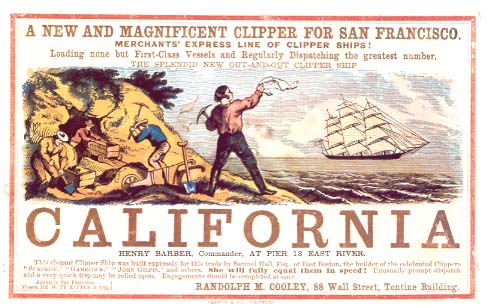 A NEW AND MAGNIFICENT CLIPPER FOR SAN FRANCISCO.
MERCHANTS' EXPRESS LINE OF CLIPPER SHIPS!
Loading none but First-Class Vessels and Regularly Dispatching the greatest number.
THE SPLENDID NEW OUT-AND-OUT CLIPPER SHIP
CALIFORNIA
HENRY BARBER, Commander, AT PIER 13 EAST RIVER.
This elegant Clipper Ship was built expressly for this trade by Samuel Hall, Esq., of East Boston, the builder of the celebrated Clippers
"SURPRISE," "GAMECOCK," "JOHN GILPIN," and others. She will fully equal them in speed! Unusually prompt dispatch
and a very quick trip may be relied upon. Engagements should be completed at once.
Agents in San Francisco,
RANDOLPH M. COOLEY, 88 Wall Street, Tontine Building.